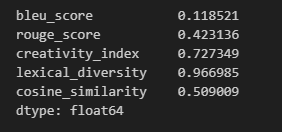 bleu_score 0.118521
rouge_score 0.423136
creativity_index 0.727349
lexical_diversity 0.966985
cosine_similarity 0.509009
dtype: float64